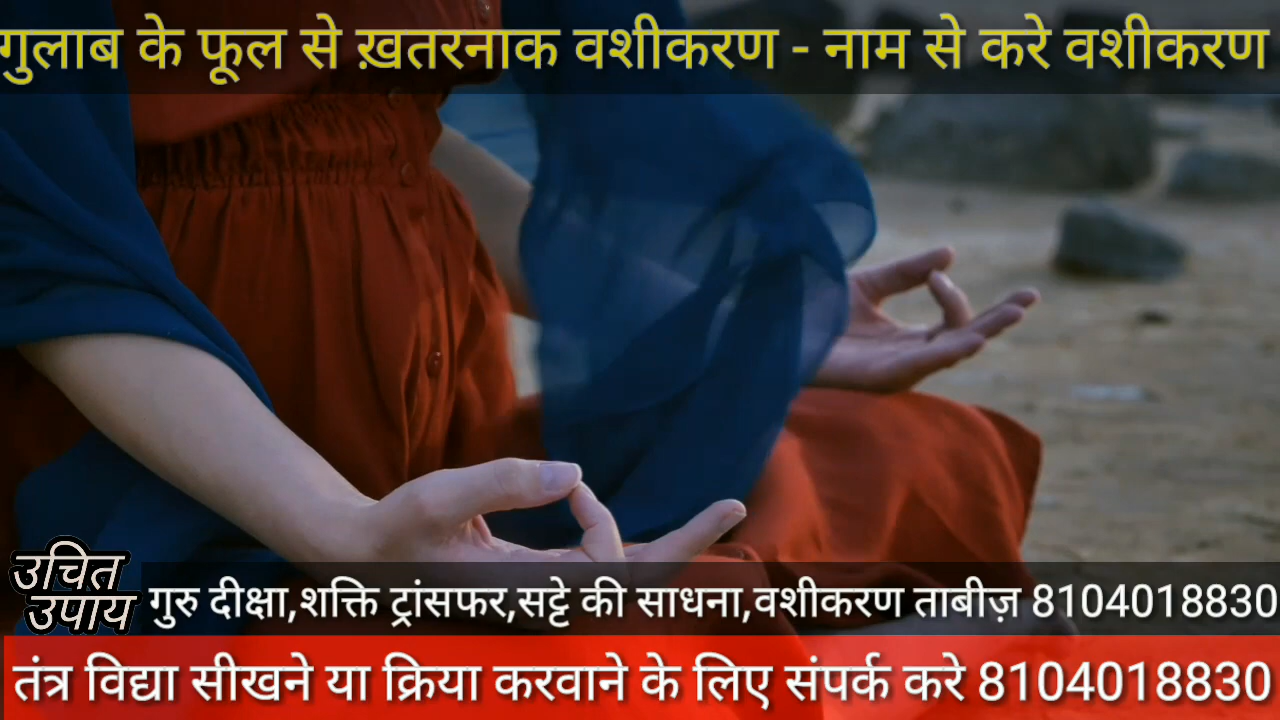 गुलाब के फूल से ख़तरनाक वशीकरण - नाम से करे वशीकरण
उचित
उपाय
गुरु दीक्षा,शक्ति ट्रांसफर,सट्टे की साधना,वशीकरण ताबीज़ 8104018830
तंत्र विद्या सीखने या क्रिया करवाने के लिए संपर्क करे 8104018830